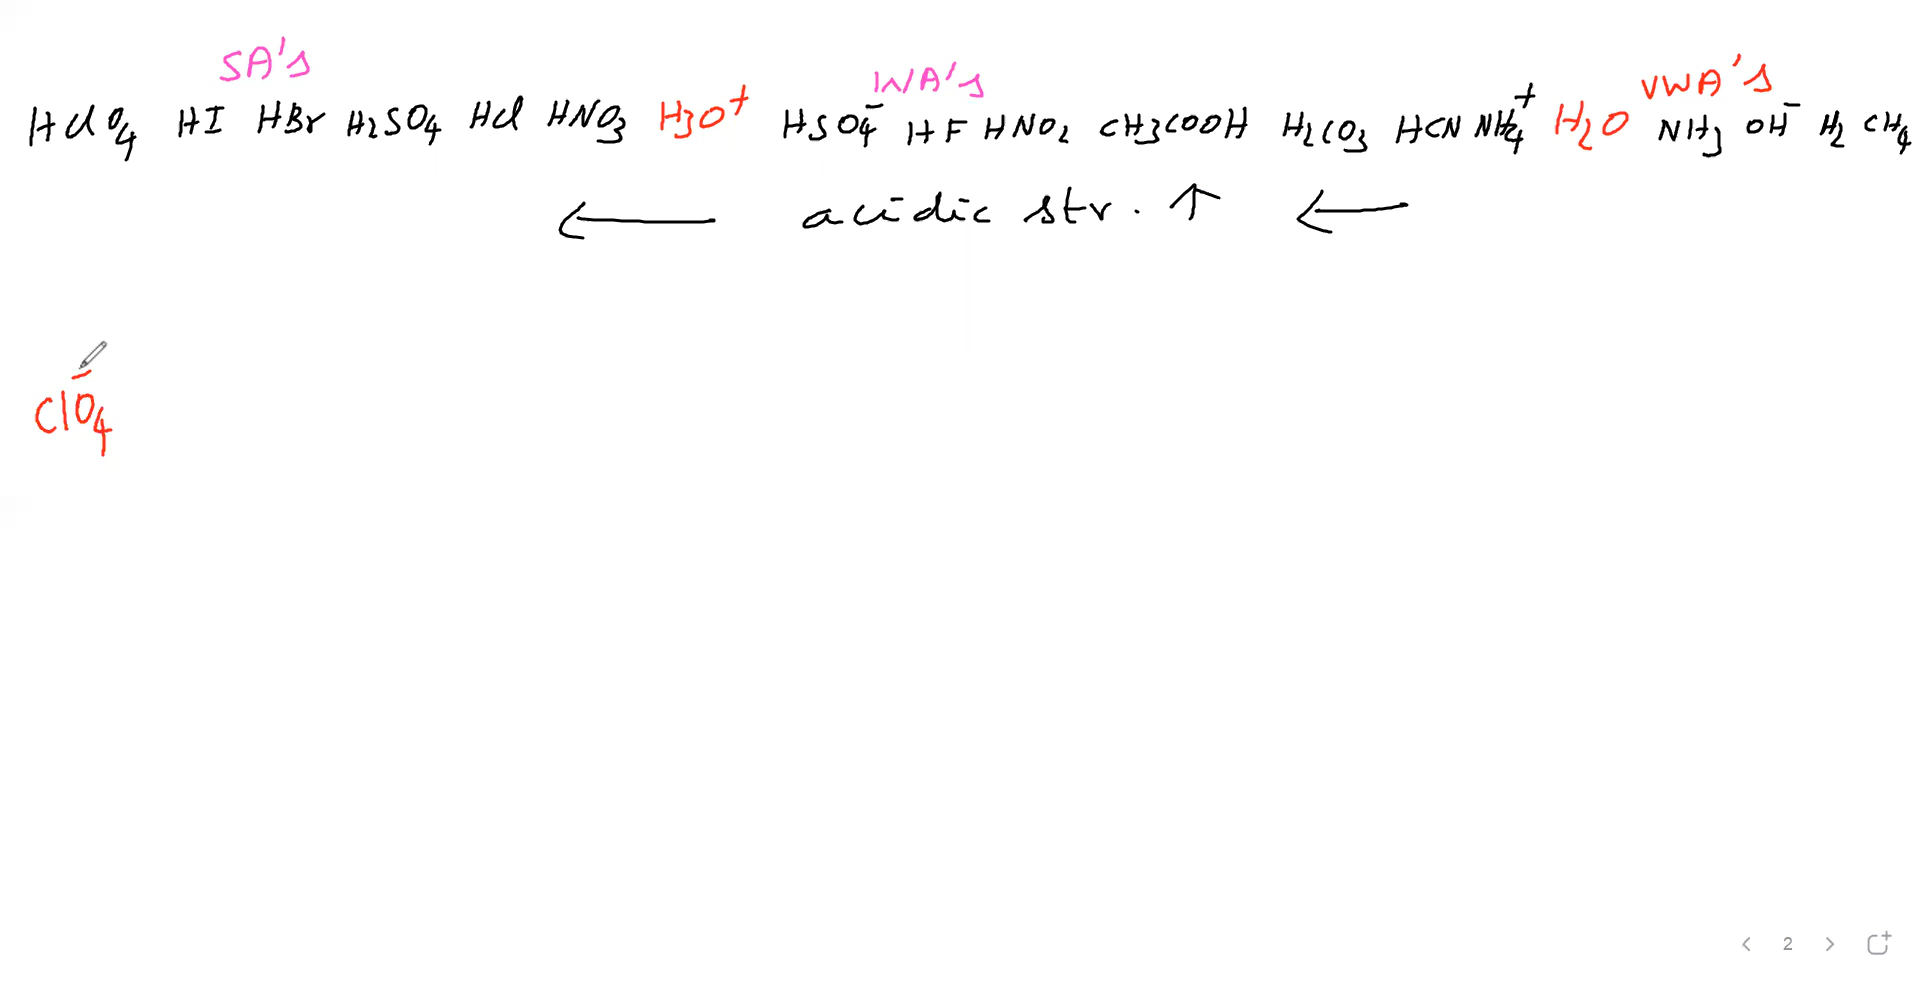 SA's WA's VWA's
HClO₄ HI HBr H₂SO₄ HCl HNO₃ H₃O⁺ HSO₄⁻ HF HNO₂ CH₃COOH H₂CO₃ HCN NH₄⁺ H₂O NH₃ OH⁻ H₂ CH₄
← acidic str. ↑ ←
ClO₄⁻
2